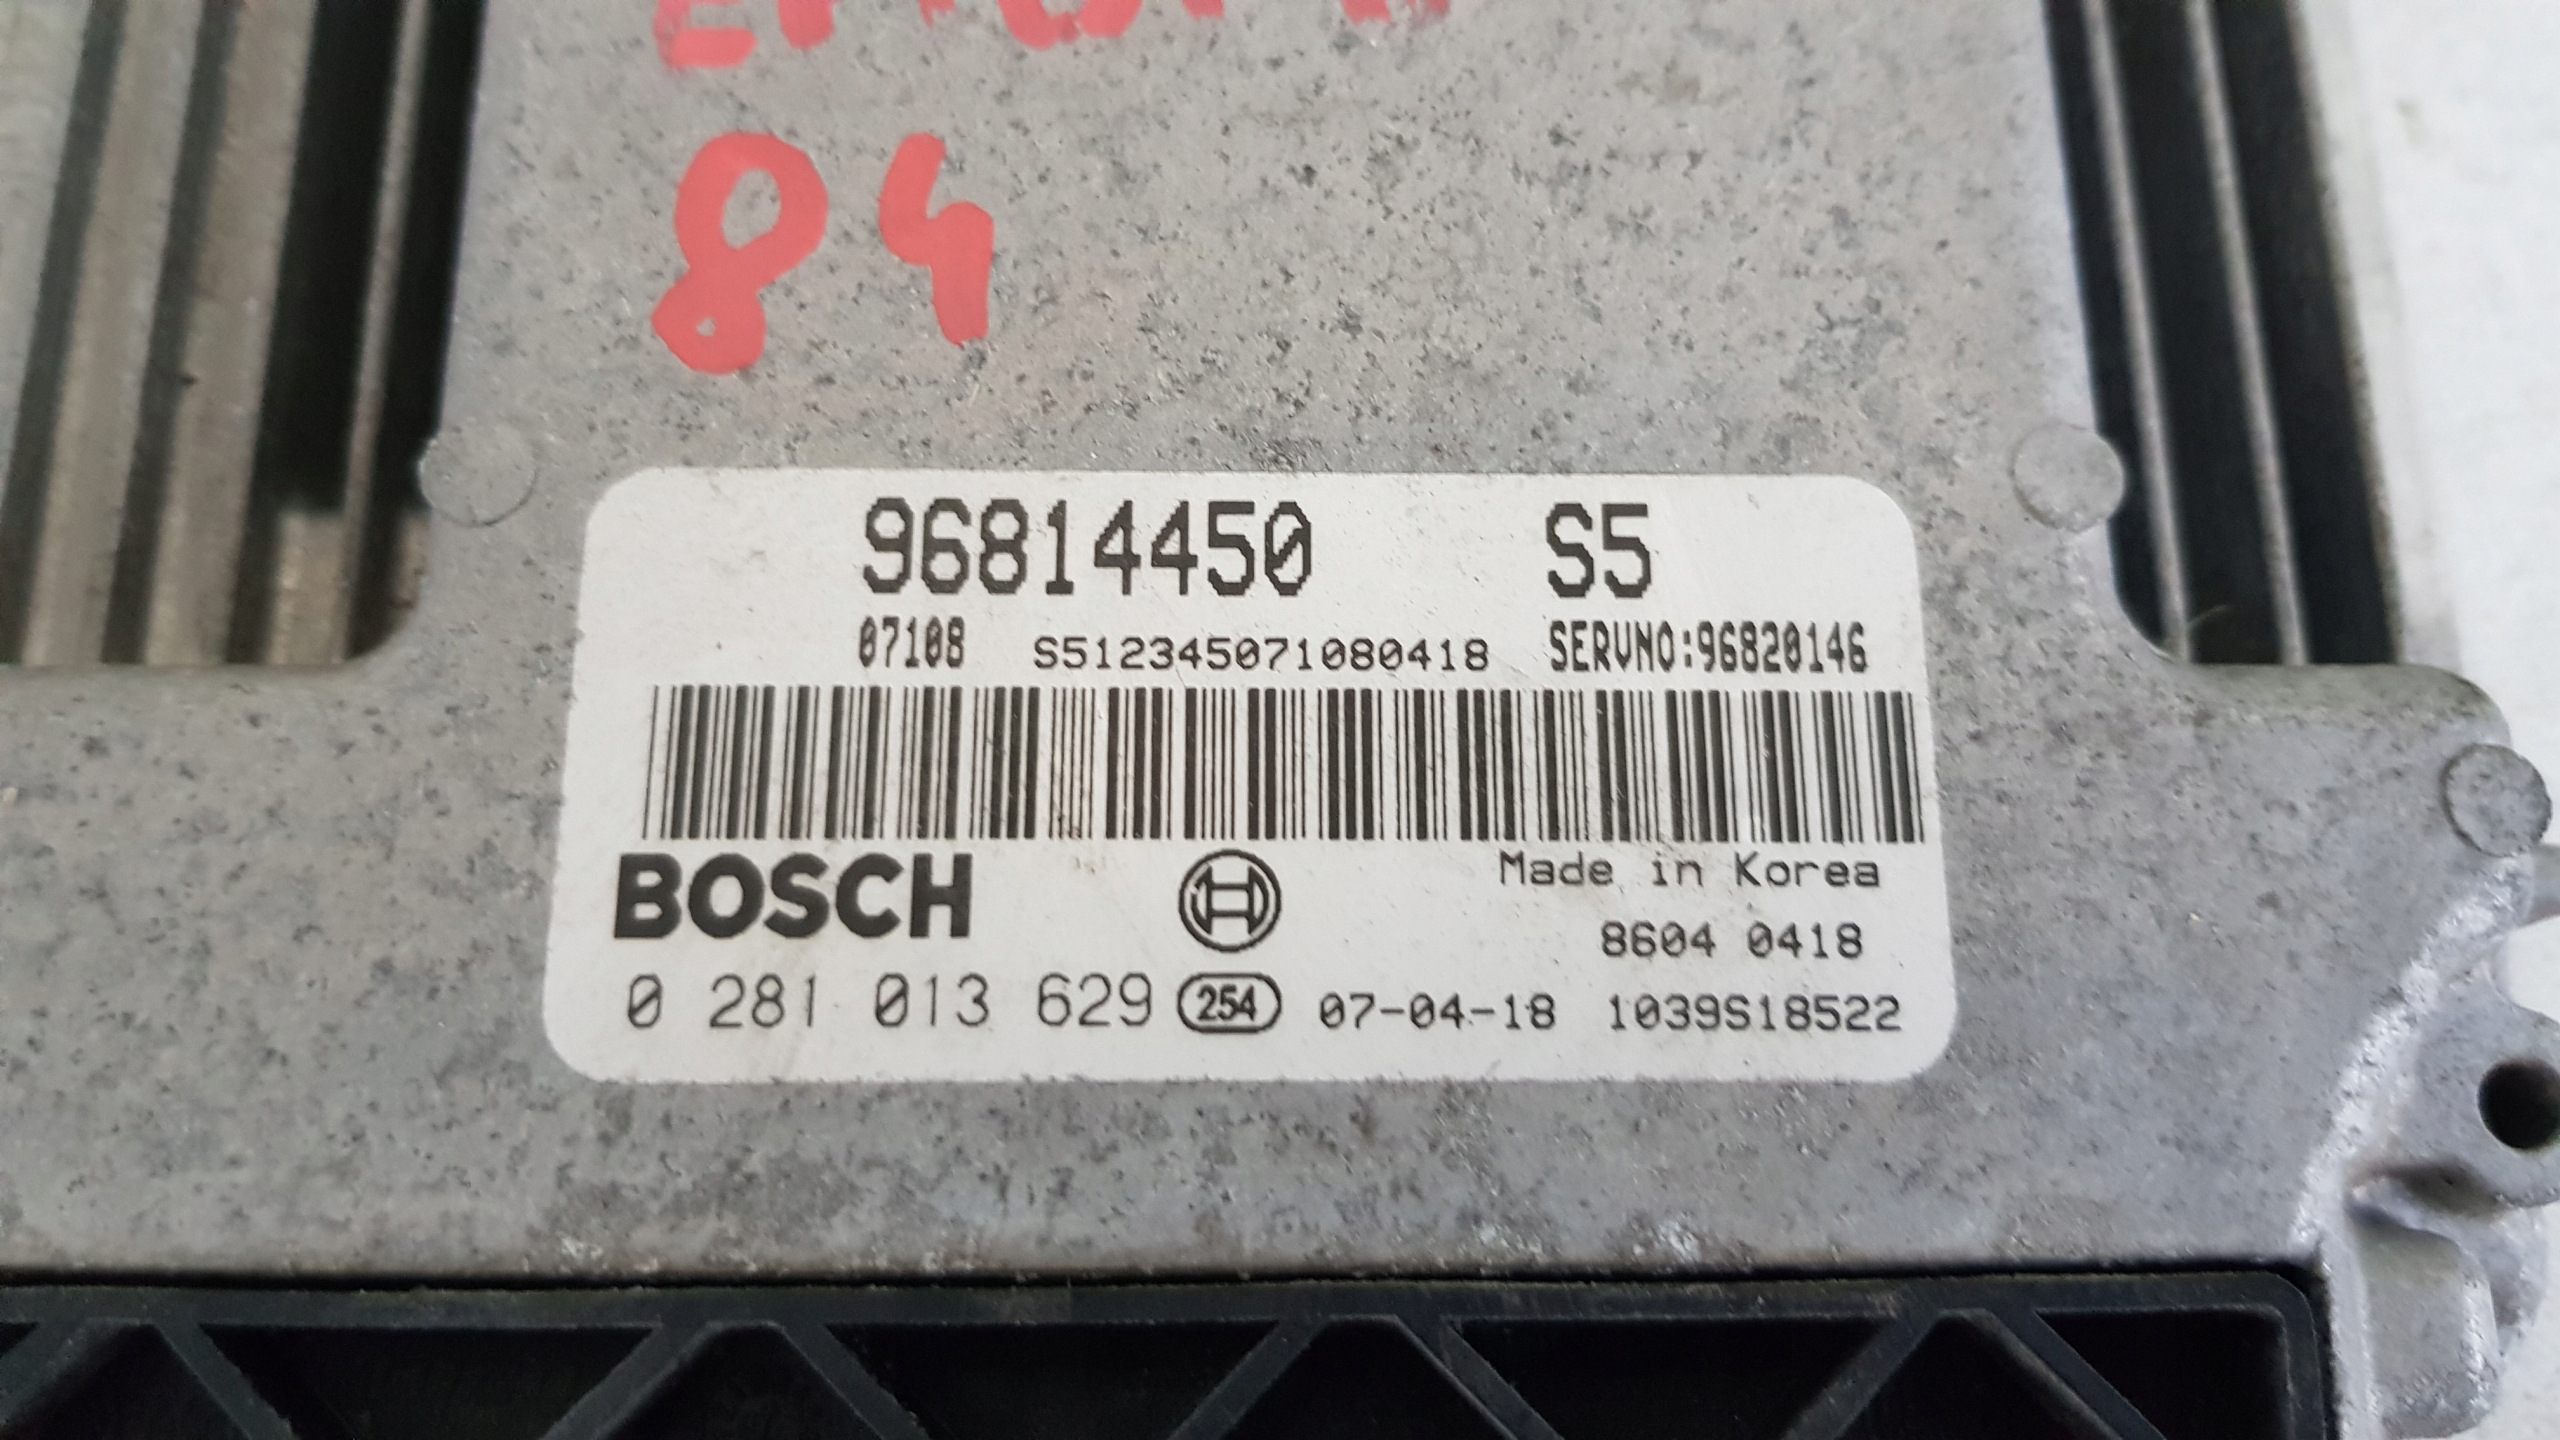 84
96814450 S5
07108 S512345071080418 SERVNO:96820146
BOSCH
Made in Korea
8604 0418
0 281 013 629 254 07-04-18 1039S18522